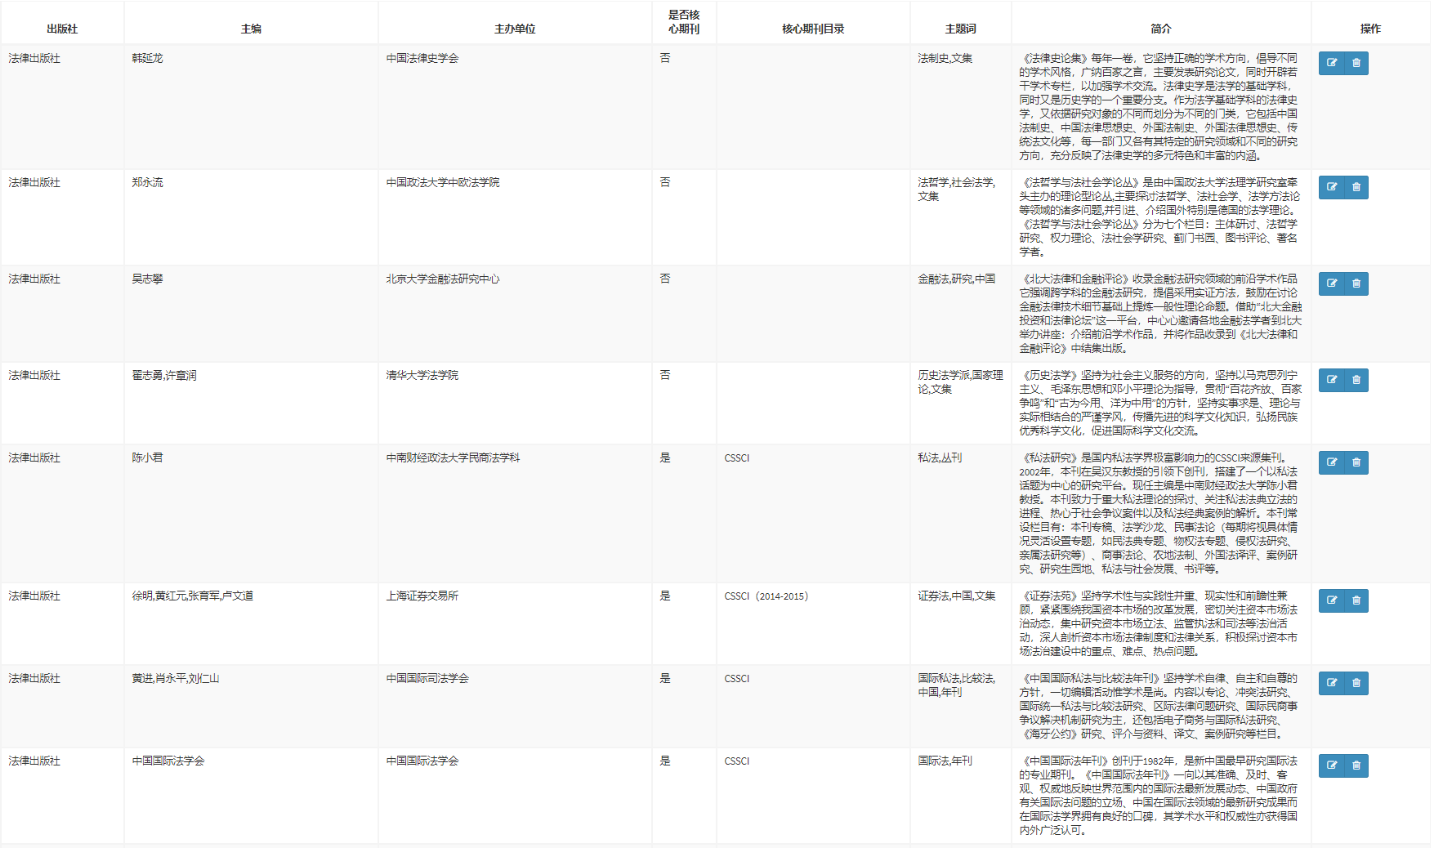 出版社
主编
主办单位
是否核
心期刊
核心期刊目录
主题词
简介
操作
法律出版社
韩延龙
中国法律史学会
否
法制史,文集
《法律史论集》每年一卷，它坚持正确的学术方向，倡导不同
的学术风格，广纳百家之言，主要发表研究论文，同时开辟若
干学术专栏，以加强学术交流。法律史学是法学的基础学科，
同时又是历史学的一个重要分支。作为法学基础学科的法律史
学，又依据研究对象的不同而划分为不同的门类，它包括中国
法制史、中国法律思想史、外国法制史、外国法律思想史、传
统法文化等，每一部门又各有其特定的研究领域和不同的研究
方向，充分反映了法律史学的多元特色和丰富的内涵。
法律出版社
郑永流
中国政法大学中欧法学院
否
法哲学,社会法学,
文集
《法哲学与法社会学论丛》是由中国政法大学法理学研究室牵
头主办的理论型论丛,主要探讨法哲学、法社会学、法学方法论
等领域的诸多问题,并引进、介绍国外特别是德国的法学理论。
《法哲学与法社会学论丛》分为七个栏目：主体研讨、法哲学
研究、权力理论、法社会学研究、蓟门书园、图书评论、著名
学者。
法律出版社
吴志攀
北京大学金融法研究中心
否
金融法,研究,中国
《北大法律和金融评论》收录金融法研究领域的前沿学术作品
它强调跨学科的金融法研究，提倡采用实证方法，鼓励在讨论
金融法律技术细节基础上提炼一般性理论命题。借助“北大金融
投资和法律论坛”这一平台，中心心邀请各地金融法学者到北大
举办讲座；介绍前沿学术作品，并将作品收录到《北大法律和
金融评论》中结集出版。
法律出版社
翟志勇,许章润
清华大学法学院
否
历史法学派,国家理
论,文集
《历史法学》坚持为社会主义服务的方向，坚持以马克思列宁
主义、毛泽东思想和邓小平理论为指导，贯彻“百花齐放、百家
争鸣”和“古为今用、洋为中用”的方针，坚持实事求是、理论与
实际相结合的严谨学风，传播先进的科学文化知识，弘扬民族
优秀科学文化，促进国际科学文化交流。
法律出版社
陈小君
中南财经政法大学民商法学科
是
CSSCI
私法,丛刊
《私法研究》是国内私法学界极富影响力的CSSCI来源集刊。
2002年，本刊在吴汉东教授的引领下创刊，搭建了一个以私法
话题为中心的研究平台。现任主编是中南财经政法大学陈小君
教授。本刊致力于重大私法理论的探讨、关注私法法典立法的
进程、热心于社会争议案件以及私法经典案例的解析。本刊常
设栏目有：本刊专稿、法学沙龙、民事法论（每期将视具体情
况灵活设置专题，如民法典专题、物权法专题、侵权法研究、
亲属法研究等）、商事法论、农地法制、外国法译评、案例研
究、研究生园地、私法与社会发展、书评等。
法律出版社
徐明,黄红元,张育军,卢文道
上海证券交易所
是
CSSCI（2014-2015）
证券法,中国,文集
《证券法苑》坚持学术性与实践性并重、现实性和前瞻性兼
顾，紧紧围绕我国资本市场的改革发展，密切关注资本市场法
治动态，集中研究资本市场立法、监管执法和司法等法治活
动，深人剖析资本市场法律制度和法律关系，积极探讨资本市
场法治建设中的重点、难点、热点问题。
法律出版社
黄进,肖永平,刘仁山
中国国际司法学会
是
CSSCI
国际私法,比较法,
中国,年刊
《中国国际私法与比较法年刊》坚持学术自律、自主和自尊的
方针，一切编辑活动惟学术是尚。内容以专论、冲突法研究、
国际统一私法与比较法研究、区际法律问题研究、国际民商事
争议解决机制研究为主，还包括电子商务与国际私法研究、
《海牙公约》研究、评介与资料、译文、案例研究等栏目。
法律出版社
中国国际法学会
中国国际法学会
是
CSSCI
国际法,年刊
《中国国际法年刊》创刊于1982年，是新中国最早研究国际法
的专业期刊。《中国国际法年刊》一向以其准确、及时、客
观、权威地反映世界范围内的国际法最新发展动态、中国政府
有关国际法问题的立场、中国在国际法领域的最新研究成果而
在国际法学界拥有良好的口碑，其学术水平和权威性亦获得国
内外广泛认可。